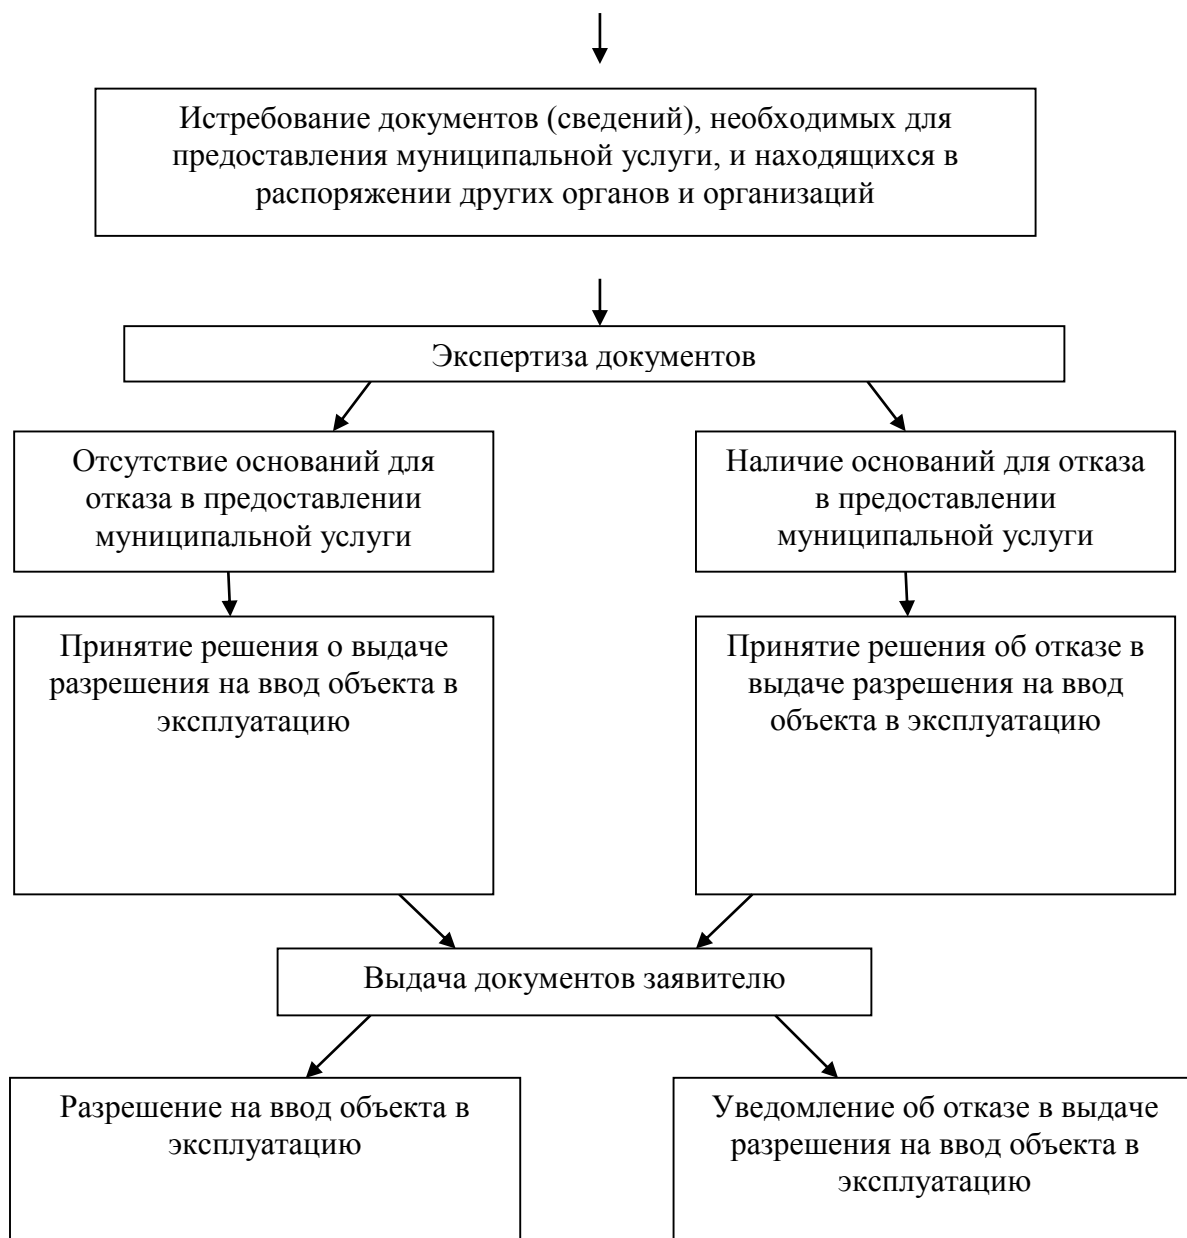 Истребование документов (сведений), необходимых для
предоставления муниципальной услуги, и находящихся в
распоряжении других органов и организаций
Экспертиза документов
Отсутствие оснований для
отказа в предоставлении
муниципальной услуги
Наличие оснований для отказа
в предоставлении
муниципальной услуги
Принятие решения о выдаче
разрешения на ввод объекта в
эксплуатацию
Принятие решения об отказе в
выдаче разрешения на ввод
объекта в эксплуатацию
Выдача документов заявителю
Разрешение на ввод объекта в
эксплуатацию
Уведомление об отказе в выдаче
разрешения на ввод объекта в
эксплуатацию